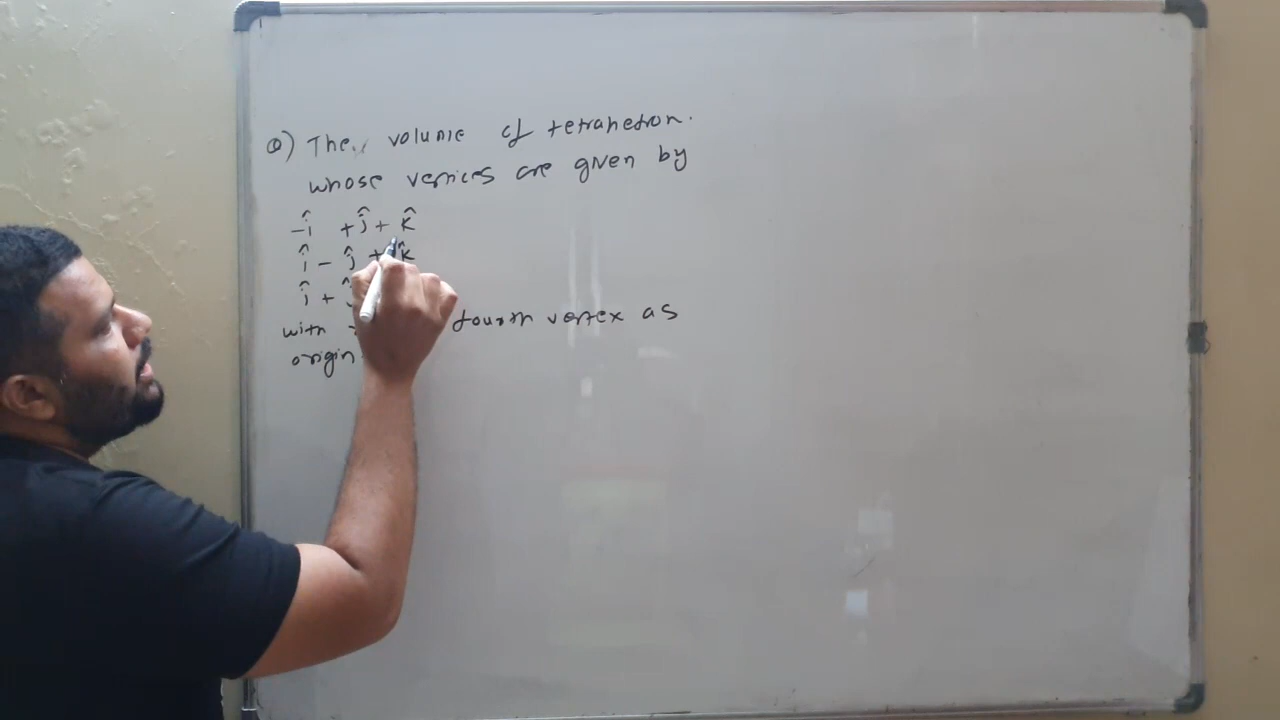 Q) The volume of tetrahedron.
whose vertices are given by
-î + ĵ + k̂
î - ĵ + k̂
î +
with fourth vertex as
origin